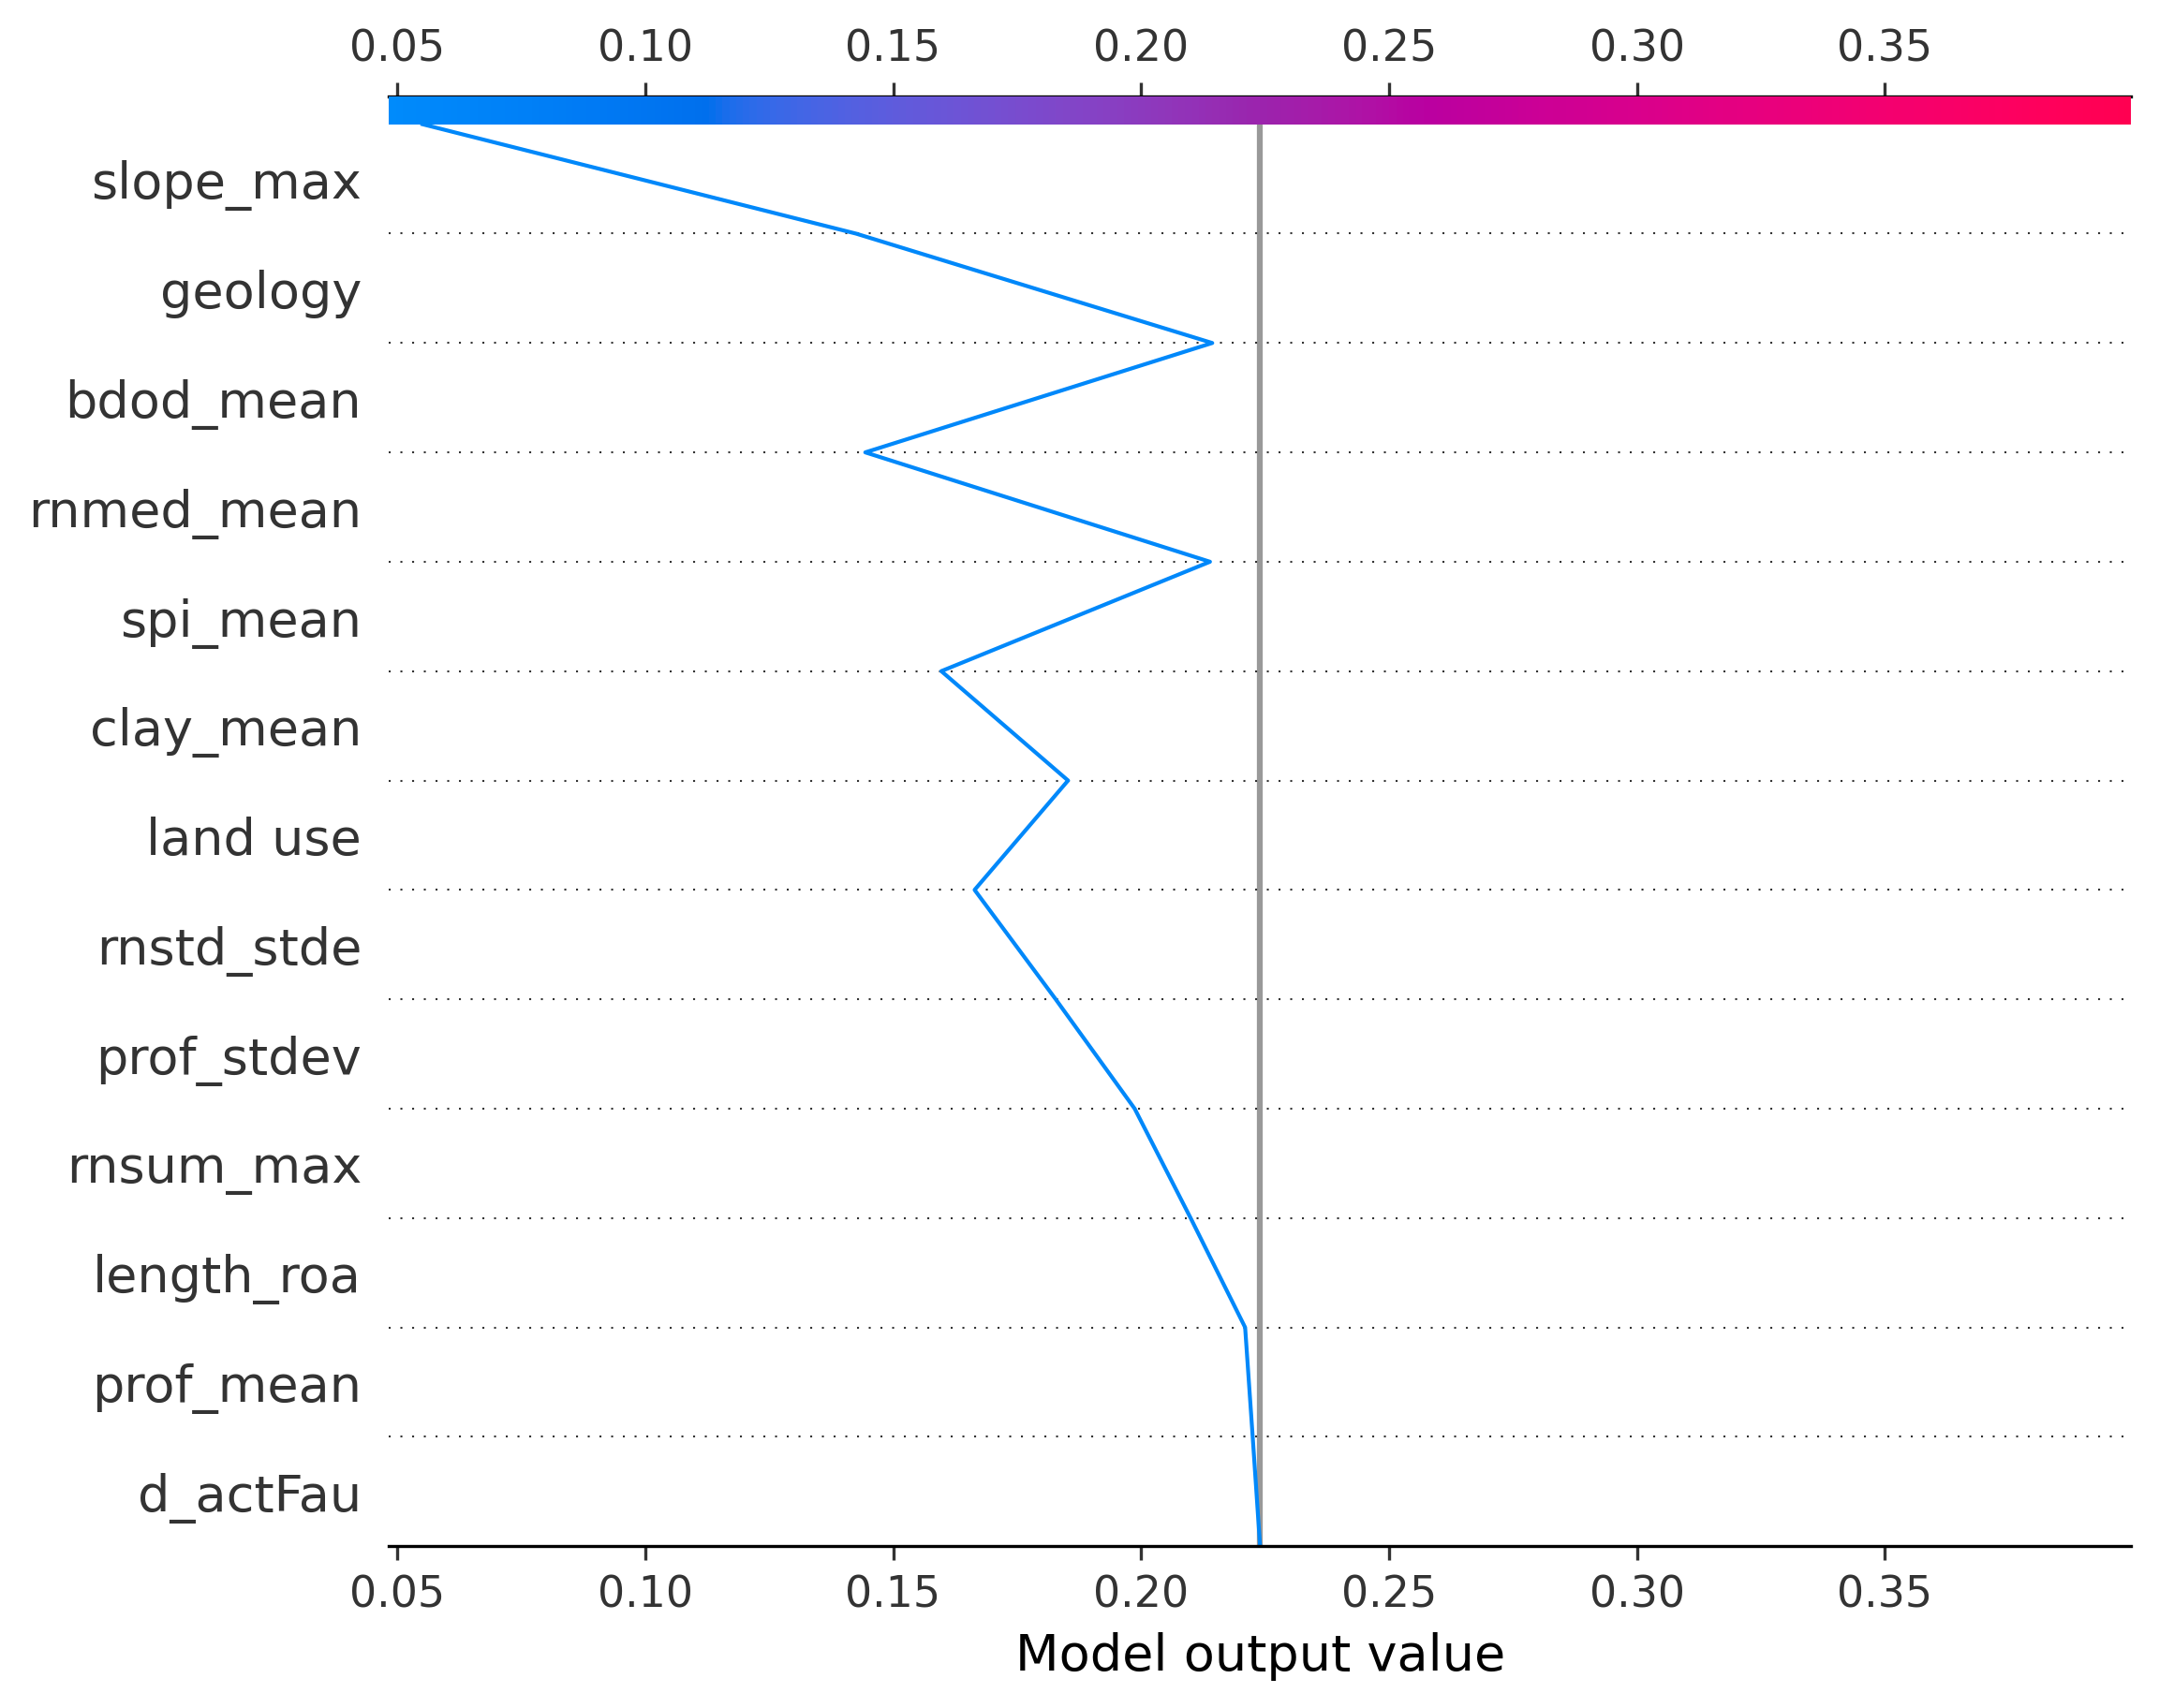 0.05 0.10 0.15 0.20 0.25 0.30 0.35
slope_max
geology
bdod_mean
rnmed_mean
spi_mean
clay_mean
land use
rnstd_stde
prof_stdev
rnsum_max
length_roa
prof_mean
d_actFau
0.05 0.10 0.15 0.20 0.25 0.30 0.35
Model output value